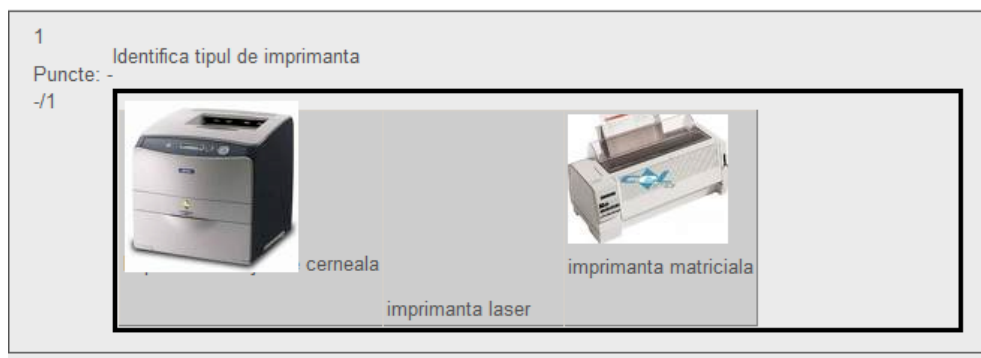 1
Identifica tipul de imprimanta
Puncte: -
-/1
cerneala
imprimanta matriciala
imprimanta laser